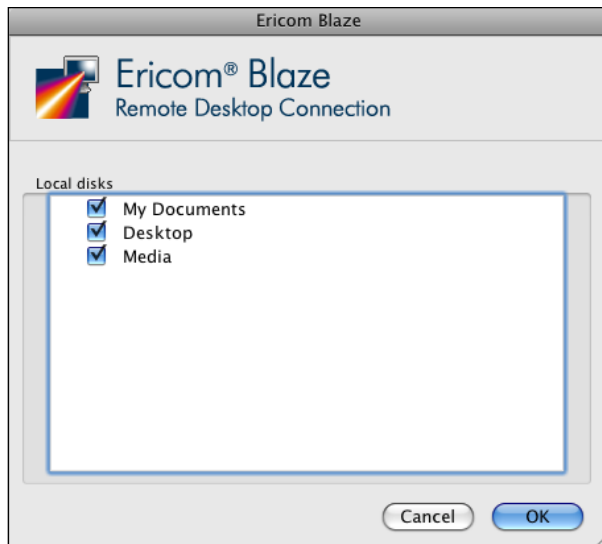 Ericom Blaze
Ericom® Blaze
Remote Desktop Connection
Local disks
My Documents
Desktop
Media
Cancel
OK